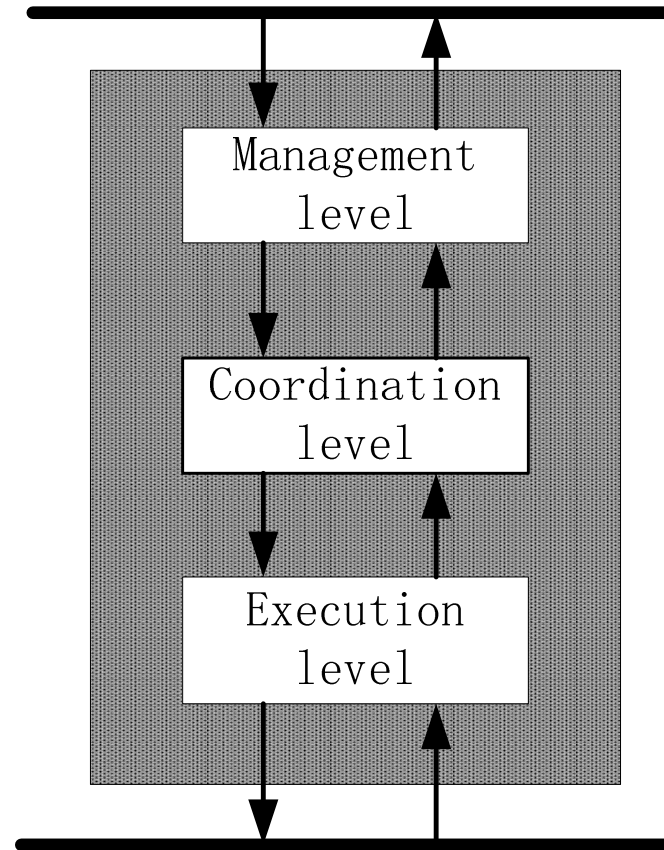 Management
level
Coordination
level
Execution
level